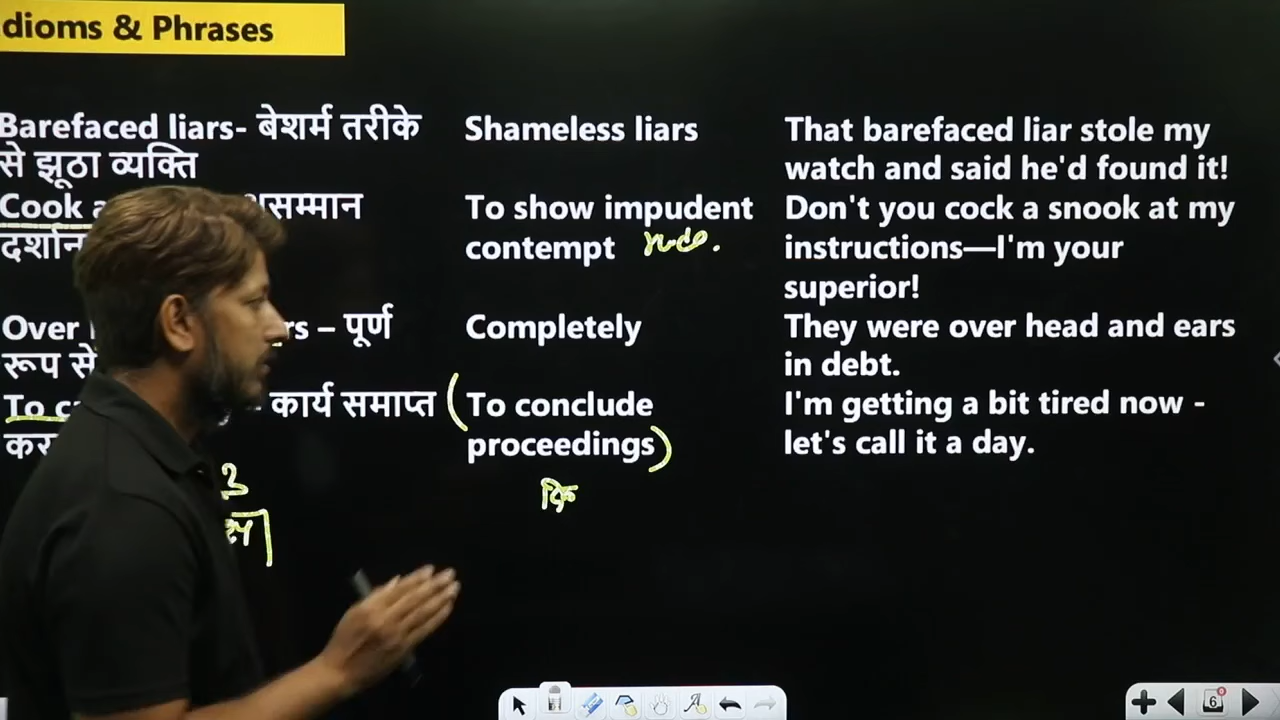 dioms & Phrases
Barefaced liars- बेशर्म तरीके
से झूठा व्यक्ति
Shameless liars
That barefaced liar stole my
watch and said he'd found it!
Cook
सम्मान
To show impudent
contempt rude.
Don't you cock a snook at my
instructions—I'm your
superior!
Over rs – पूर्ण
रूप से
Completely
They were over head and ears
in debt.
To c - कार्य समाप्त
कर
(To conclude
proceedings)
I'm getting a bit tired now -
let's call it a day.
6